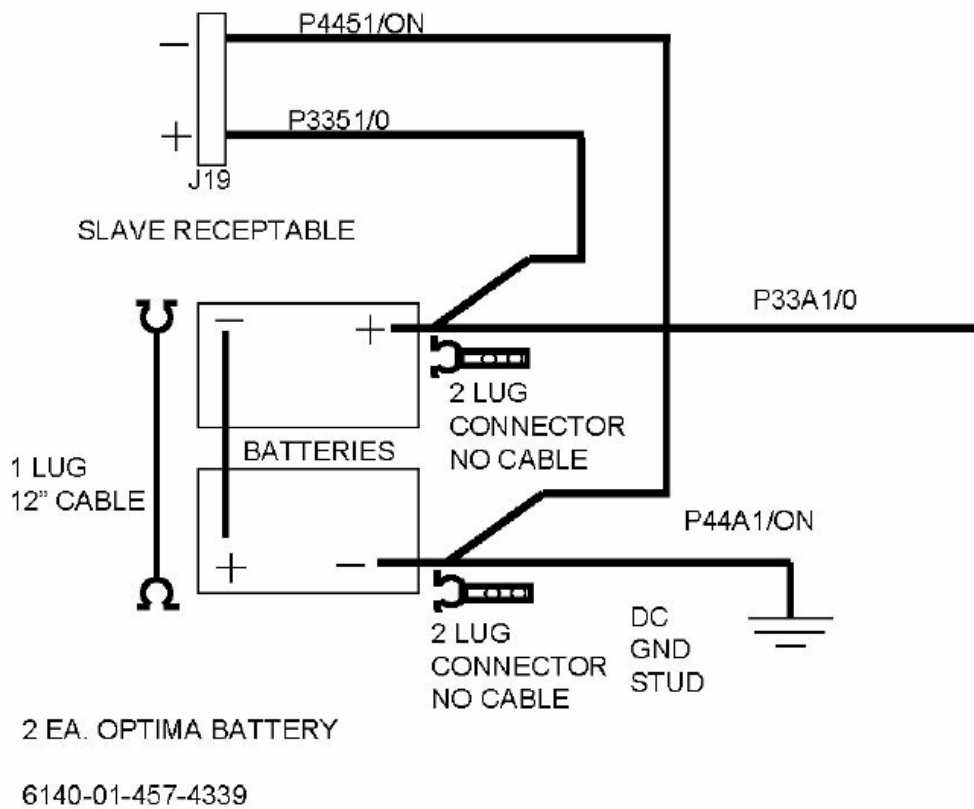 P4451/ON
−
P3351/0
+
J19
SLAVE RECEPTABLE
P33A1/0
−
+
2 LUG
CONNECTOR
NO CABLE
BATTERIES
1 LUG
12” CABLE
P44A1/ON
+
−
2 LUG
CONNECTOR
NO CABLE
DC
GND
STUD
2 EA. OPTIMA BATTERY
6140-01-457-4339